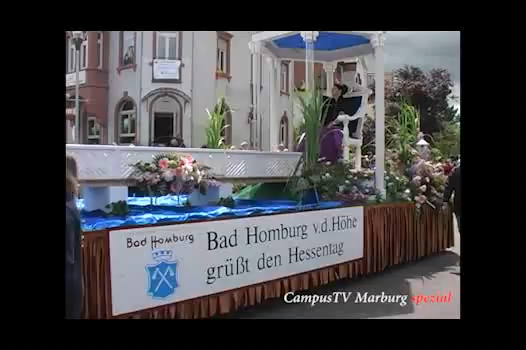 Bad Homburg
Bad Homburg v.d. Höhe
grüßt den Hessentag
CampusTV Marburg spezial